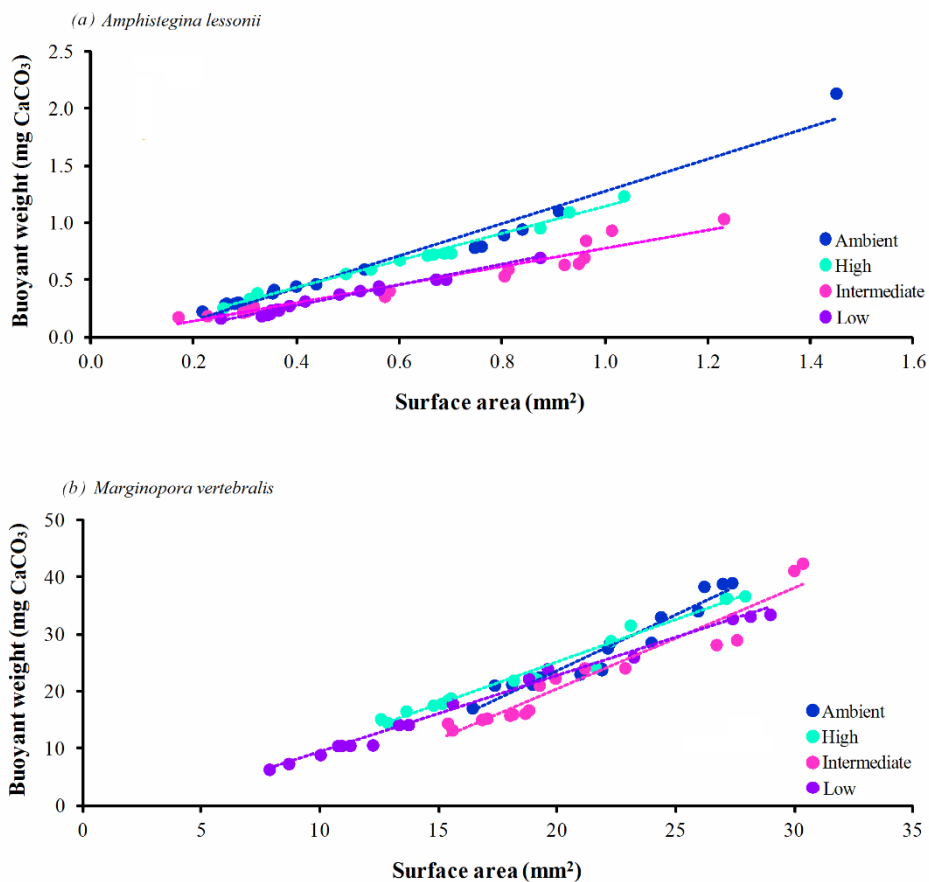 (a) Amphistegina lessonii
2.5
2.0
1.5
1.0
0.5
0.0
Buoyant weight (mg CaCO₃)
Ambient
High
Intermediate
Low
0.0 0.2 0.4 0.6 0.8 1.0 1.2 1.4 1.6
Surface area (mm²)
(b) Marginopora vertebralis
50
40
30
20
10
0
Buoyant weight (mg CaCO₃)
Ambient
High
Intermediate
Low
0 5 10 15 20 25 30 35
Surface area (mm²)